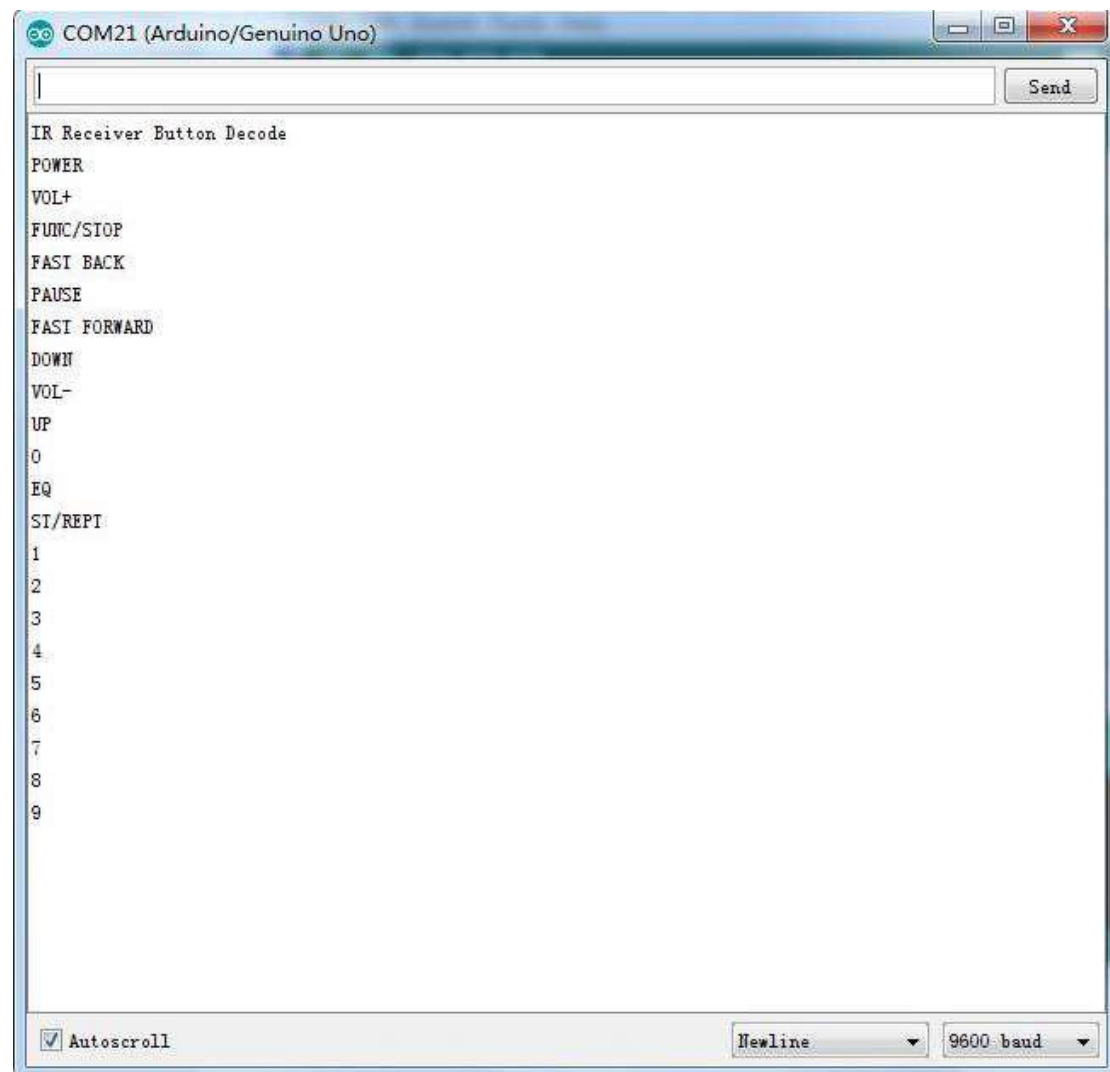 COM21 (Arduino/Genuino Uno)
Send
IR Receiver Button Decode
POWER
VOL+
FUNC/STOP
FAST BACK
PAUSE
FAST FORWARD
DOWN
VOL-
UP
0
EQ
ST/REPT
1
2
3
4
5
6
7
8
9
Autoscroll
Newline
9600 baud